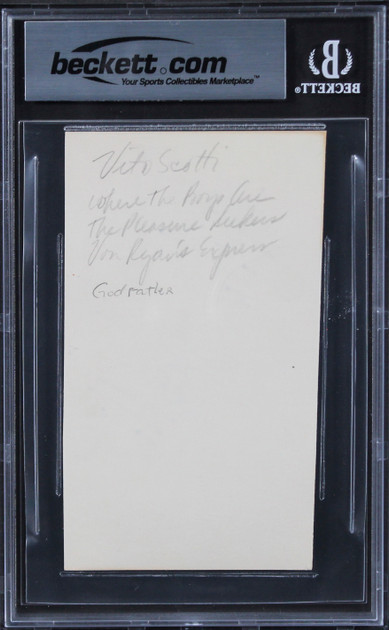 beckett.com
Your Sports Collectibles Marketplace™
BECKETT®
Vito Scotti
Where the Boys Are
The Pleasure Seekers
Von Ryan's Express
Godfather